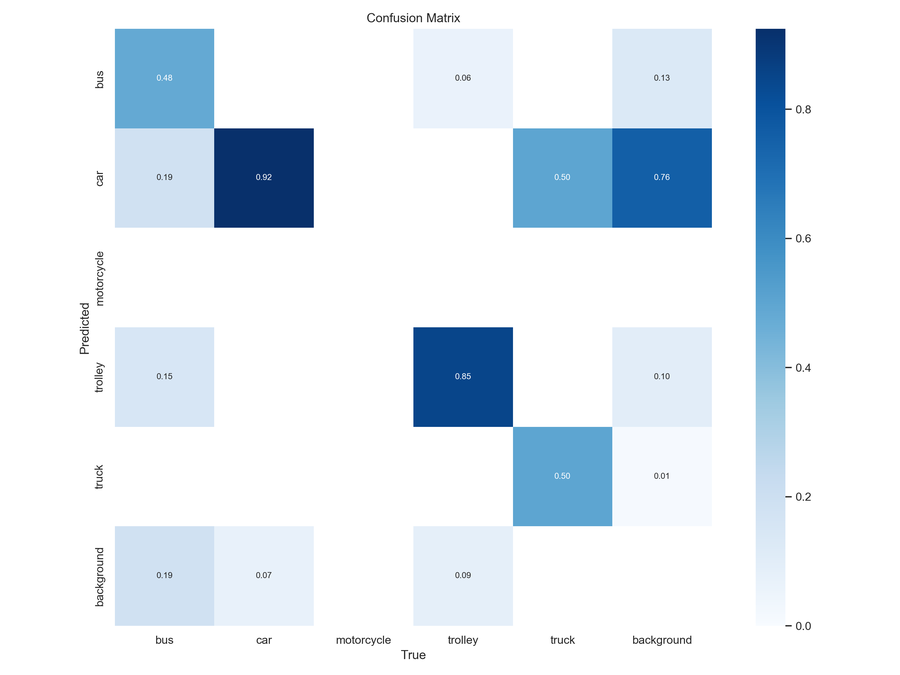 Confusion Matrix
bus
0.48
0.06
0.13
0.8
car
0.19
0.92
0.50
0.76
0.6
motorcycle
Predicted
trolley
0.15
0.85
0.10
0.4
truck
0.50
0.01
0.2
background
0.19
0.07
0.09
0.0
bus
car
motorcycle
trolley
truck
background
True